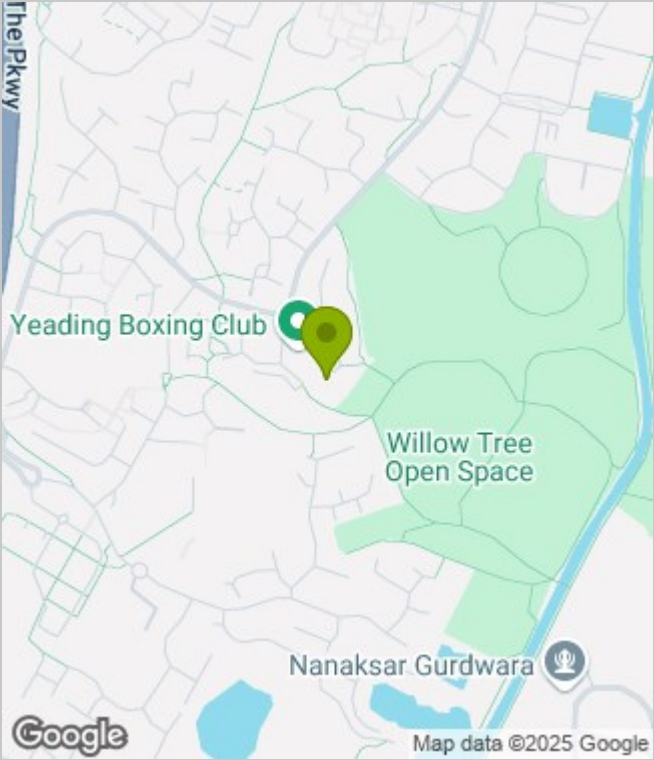 The Pkwy
Yeading Boxing Club
Willow Tree
Open Space
Nanaksar Gurdwara
Google
Map data ©2025 Google